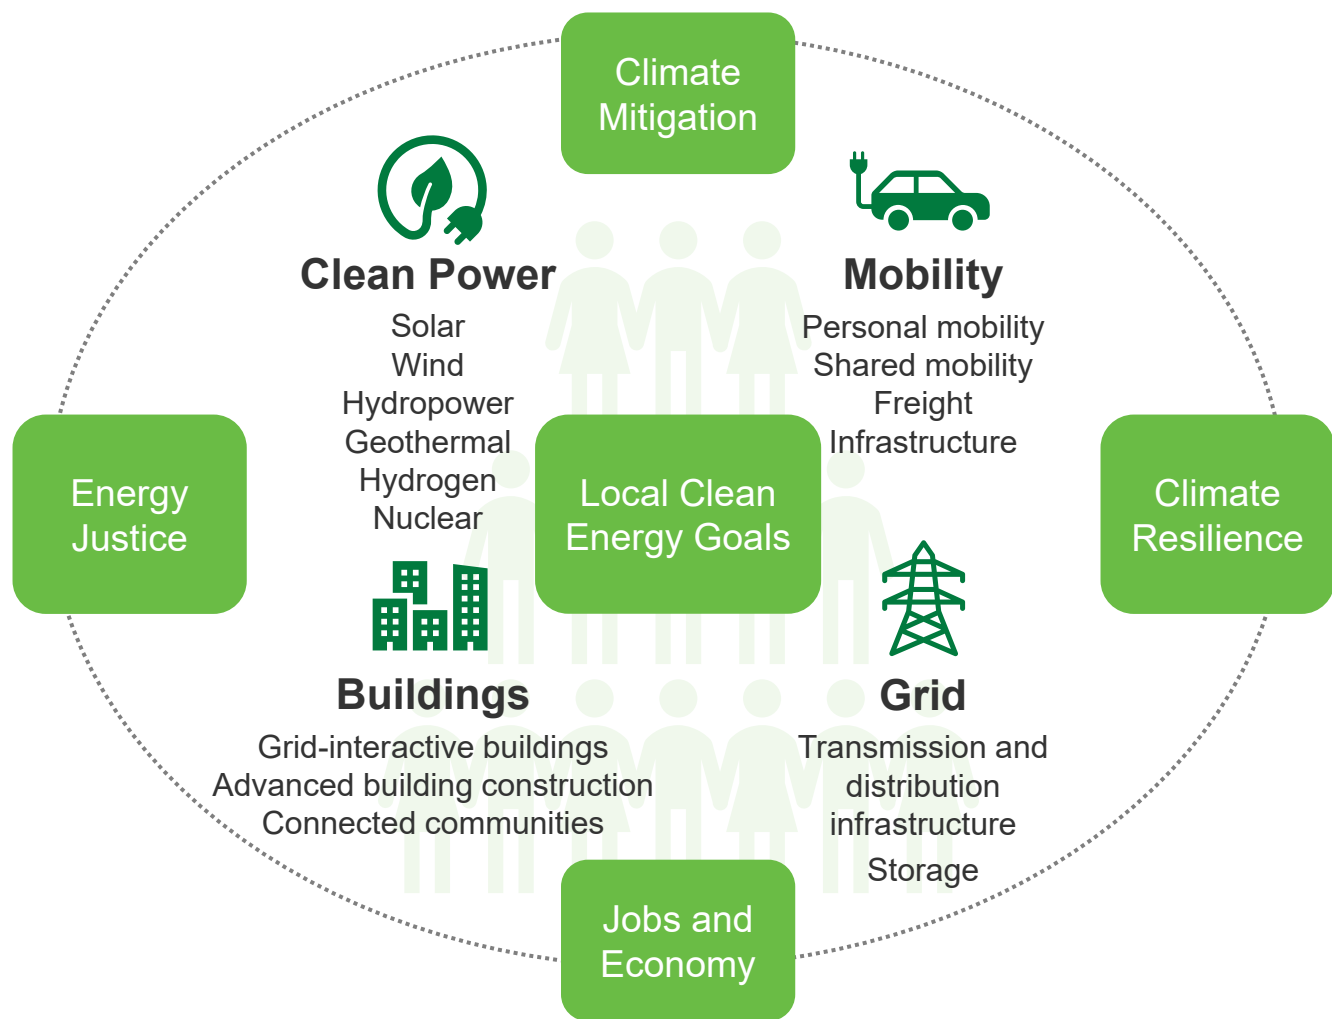 Climate
Mitigation
Clean Power
Solar
Wind
Hydropower
Geothermal
Hydrogen
Nuclear
Mobility
Personal mobility
Shared mobility
Freight
Infrastructure
Energy
Justice
Local Clean
Energy Goals
Climate
Resilience
Buildings
Grid-interactive buildings
Advanced building construction
Connected communities
Grid
Transmission and
distribution
infrastructure
Storage
Jobs and
Economy